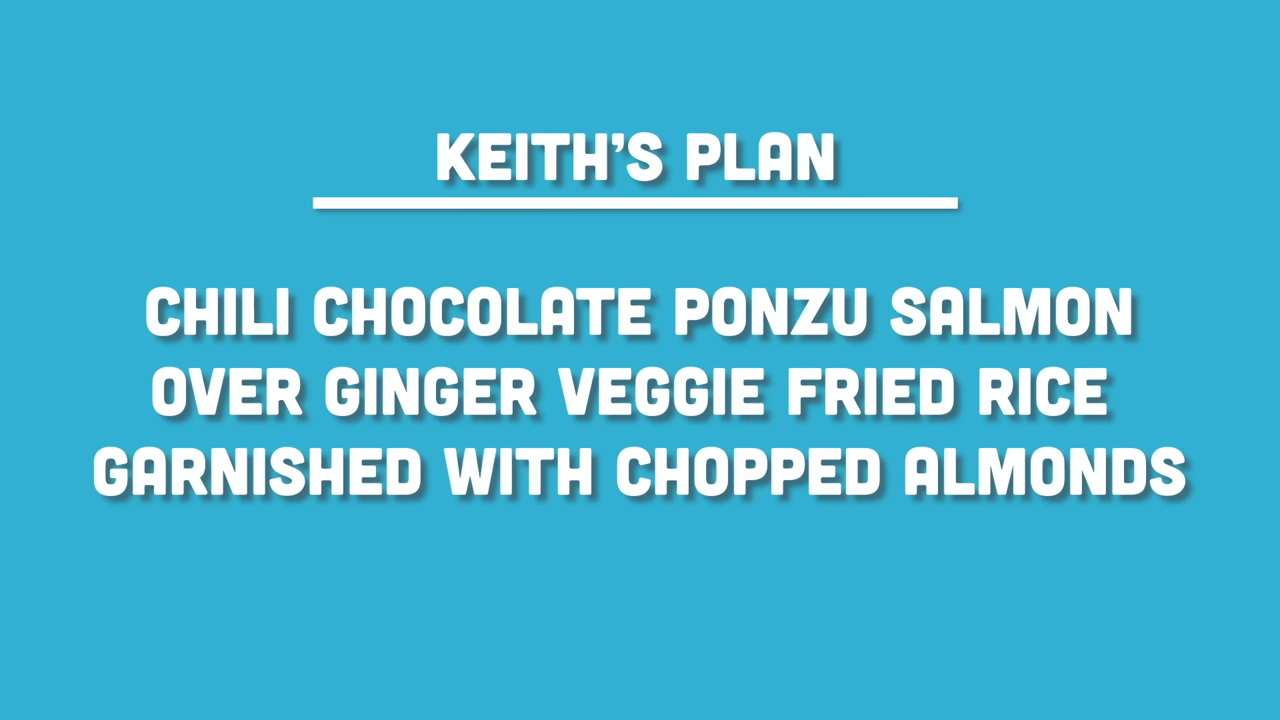 KEITH'S PLAN
CHILI CHOCOLATE PONZU SALMON
OVER GINGER VEGGIE FRIED RICE
GARNISHED WITH CHOPPED ALMONDS